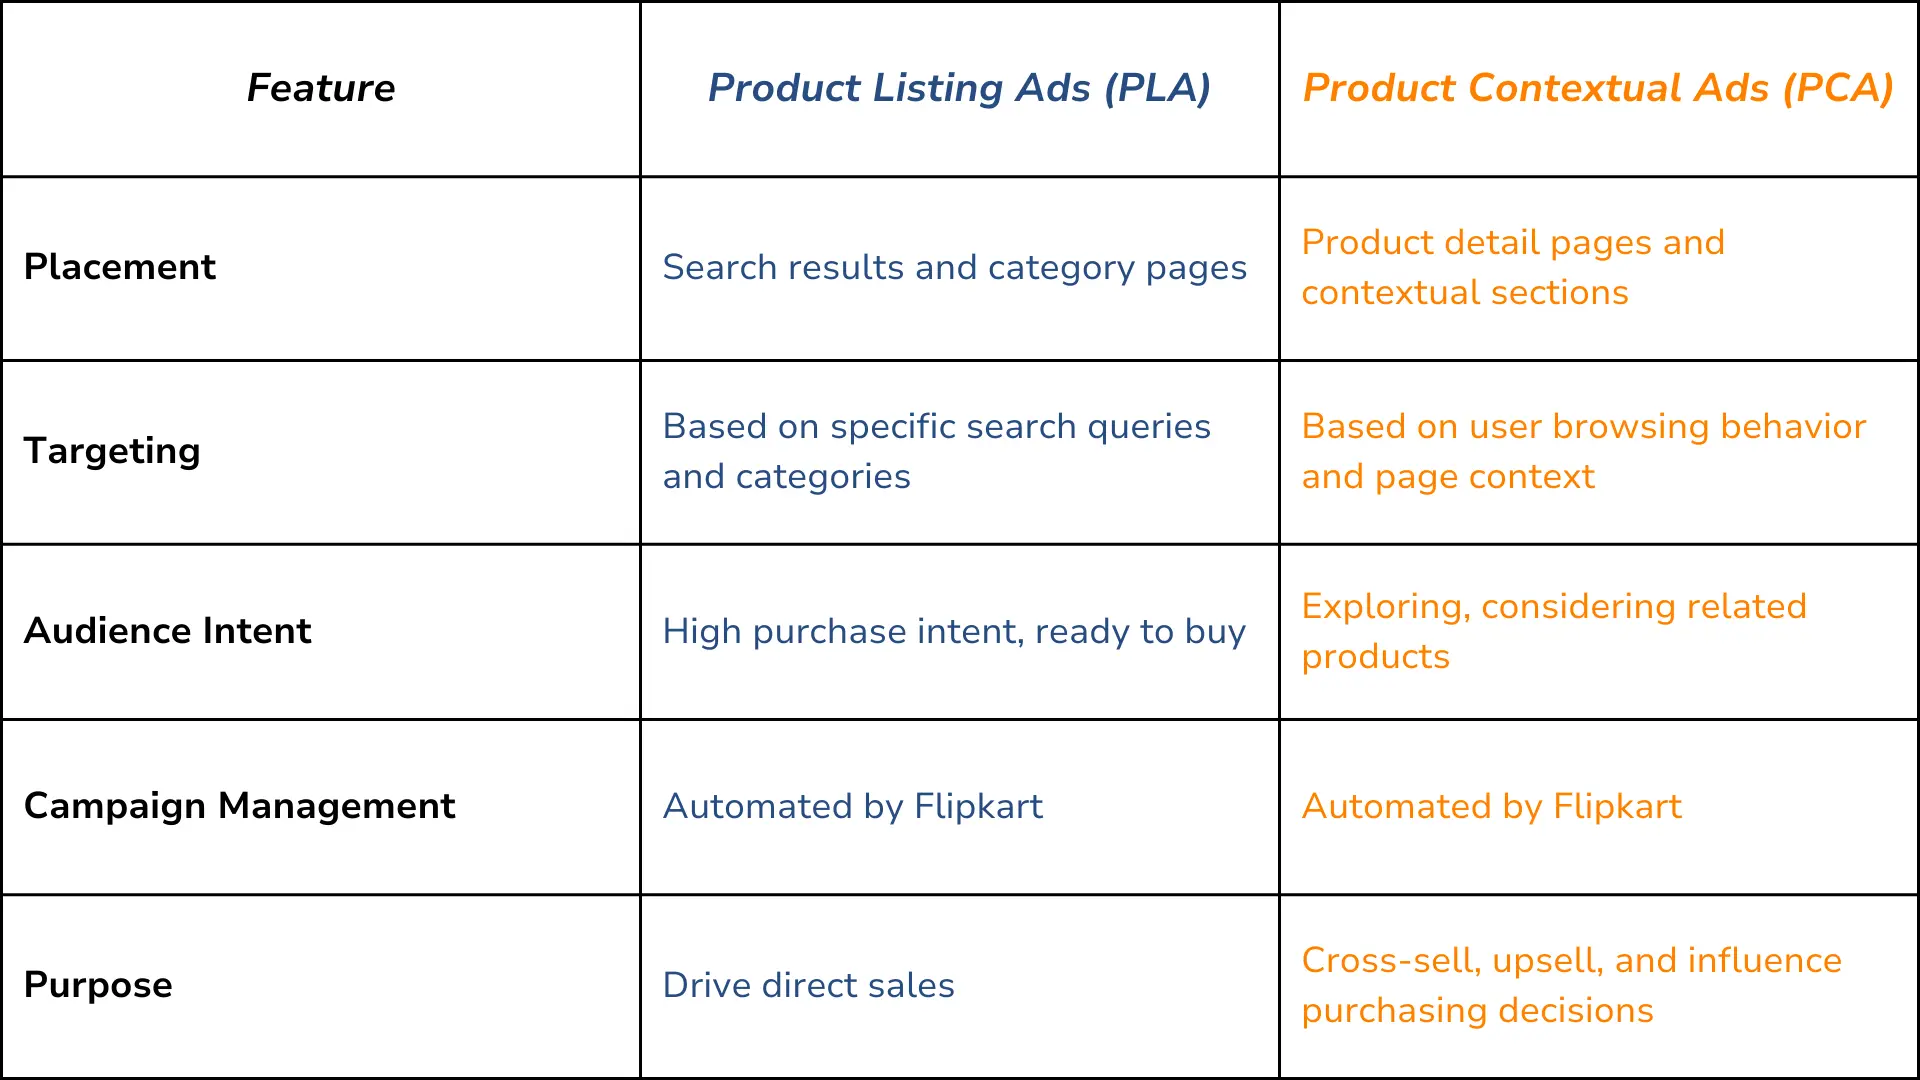 Feature
Product Listing Ads (PLA)
Product Contextual Ads (PCA)
Placement
Search results and category pages
Product detail pages and
contextual sections
Targeting
Based on specific search queries
and categories
Based on user browsing behavior
and page context
Audience Intent
High purchase intent, ready to buy
Exploring, considering related
products
Campaign Management
Automated by Flipkart
Automated by Flipkart
Purpose
Drive direct sales
Cross-sell, upsell, and influence
purchasing decisions